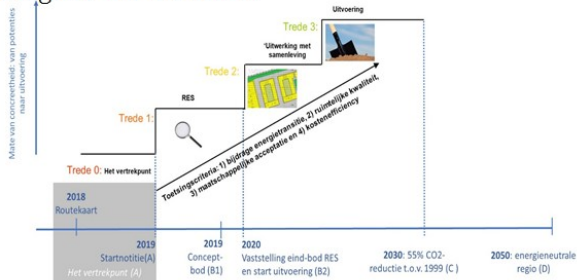 Mate van concreetheid: van potenties
naar uitvoering
Uitvoering
Trede 3:
'Uitwerking met
samenleving
Trede 2:
RES
Trede 1:
Toetsingscriteria: 1) bijdrage energietransitie, 2) ruimtelijke kwaliteit,
3) maatschappelijke acceptatie en 4) kostenefficiency
Trede 0: Het vertrekpunt
2018
Routekaart
2019
Startnotitie(A)
Het vertrekpunt (A)
2019
Concept-
bod (B1)
2020
Vaststelling eind-bod RES
en start uitvoering (B2)
2030: 55% CO2-
reductie t.o.v. 1999 (C )
2050: energieneutrale
regio (D)